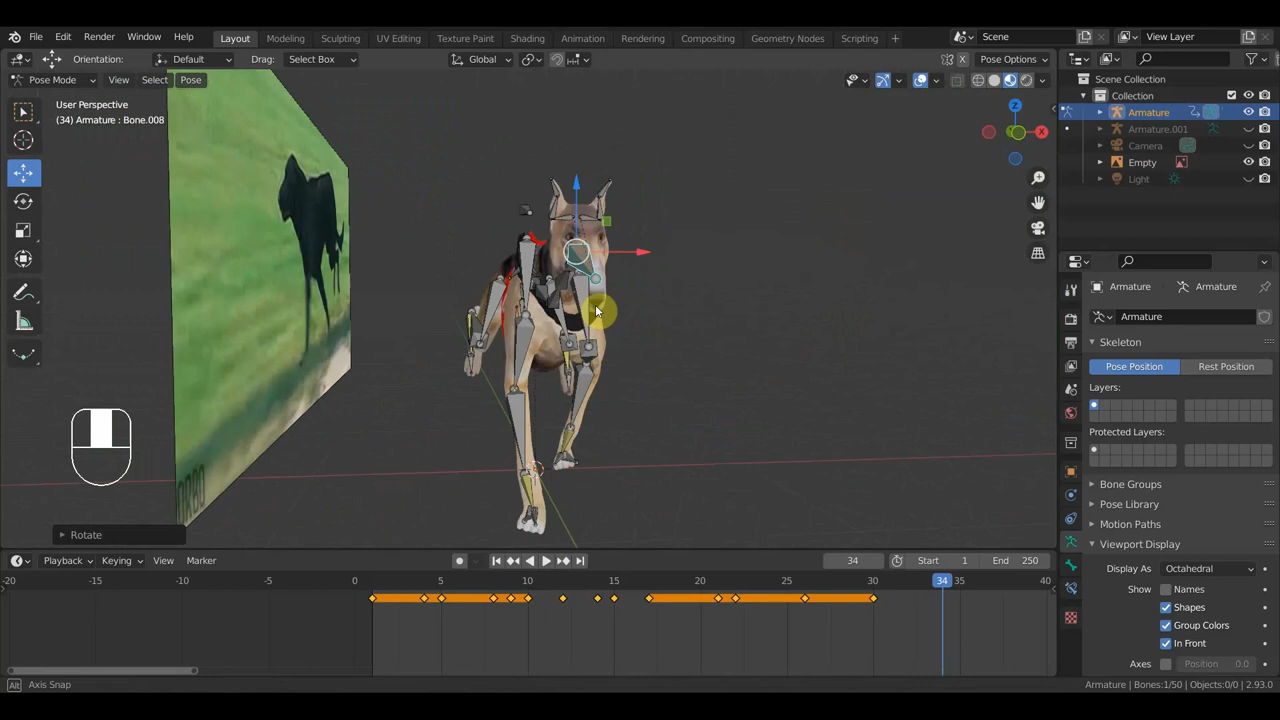 File Edit Render Window Help Layout Modeling Sculpting UV Editing Texture Paint Shading Animation Rendering Compositing Geometry Nodes Scripting + Scene View Layer
Orientation: Default Drag: Select Box Global X Pose Options
Pose Mode View Select Pose
Scene Collection
Collection
Armature
Armature.001
Camera
Empty
Light
User Perspective
(34) Armature : Bone.008
Z
X
Armature Armature
Armature
Skeleton
Pose Position Rest Position
Layers:
Protected Layers:
Bone Groups
Pose Library
Motion Paths
Viewport Display
Display As Octahedral
Show Names
Shapes
Group Colors
In Front
Axes Position 0.0
Rotate
Playback Keying View Marker 34 Start 1 End 250
-20 -15 -10 -5 0 5 10 15 20 25 30 34 35 40
Alt Axis Snap
Armature | Bones:1/50 | Objects:0/0 | 2.93.0